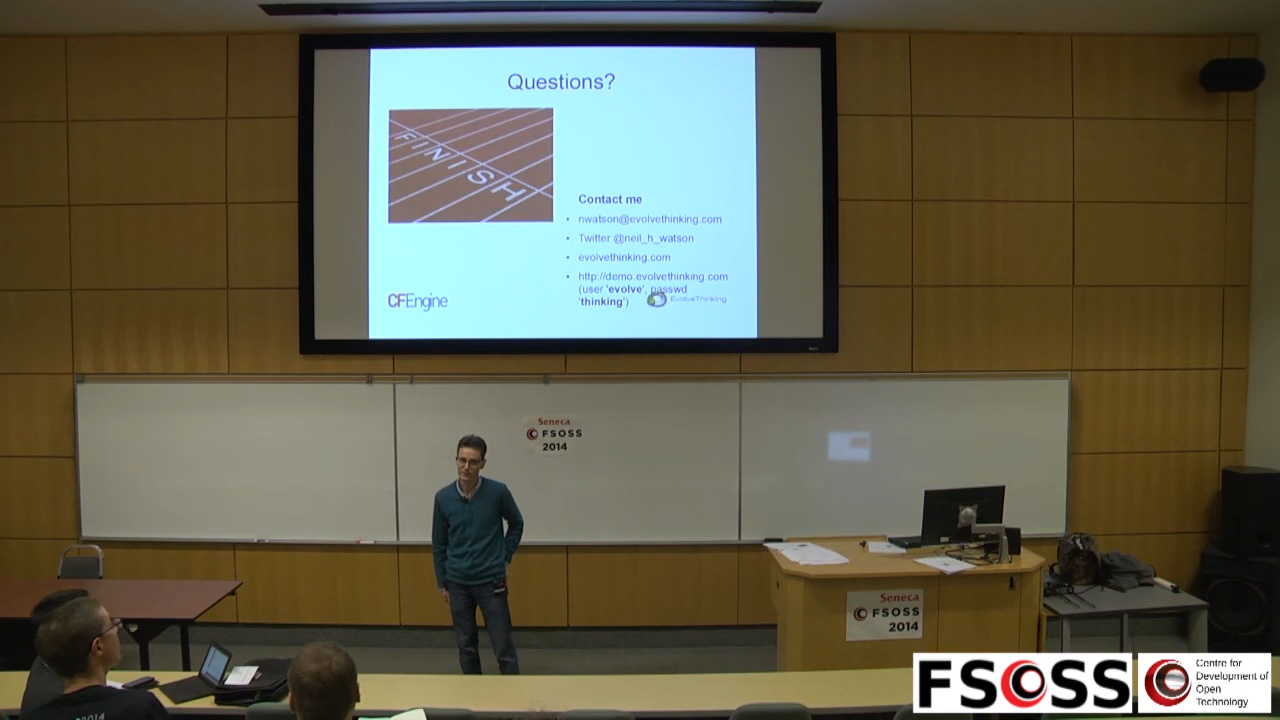 Questions?
FINISH
Contact me
• nwatson@evolvethinking.com
• Twitter @neil_h_watson
• evolvethinking.com
• http://demo.evolvethinking.com
(user 'evolve', passwd
'thinking')
CFEngine
EvolveThinking
Seneca
FSOSS
2014
Seneca
FSOSS
2014
FSOSS
Centre for
Development of
Open
Technology